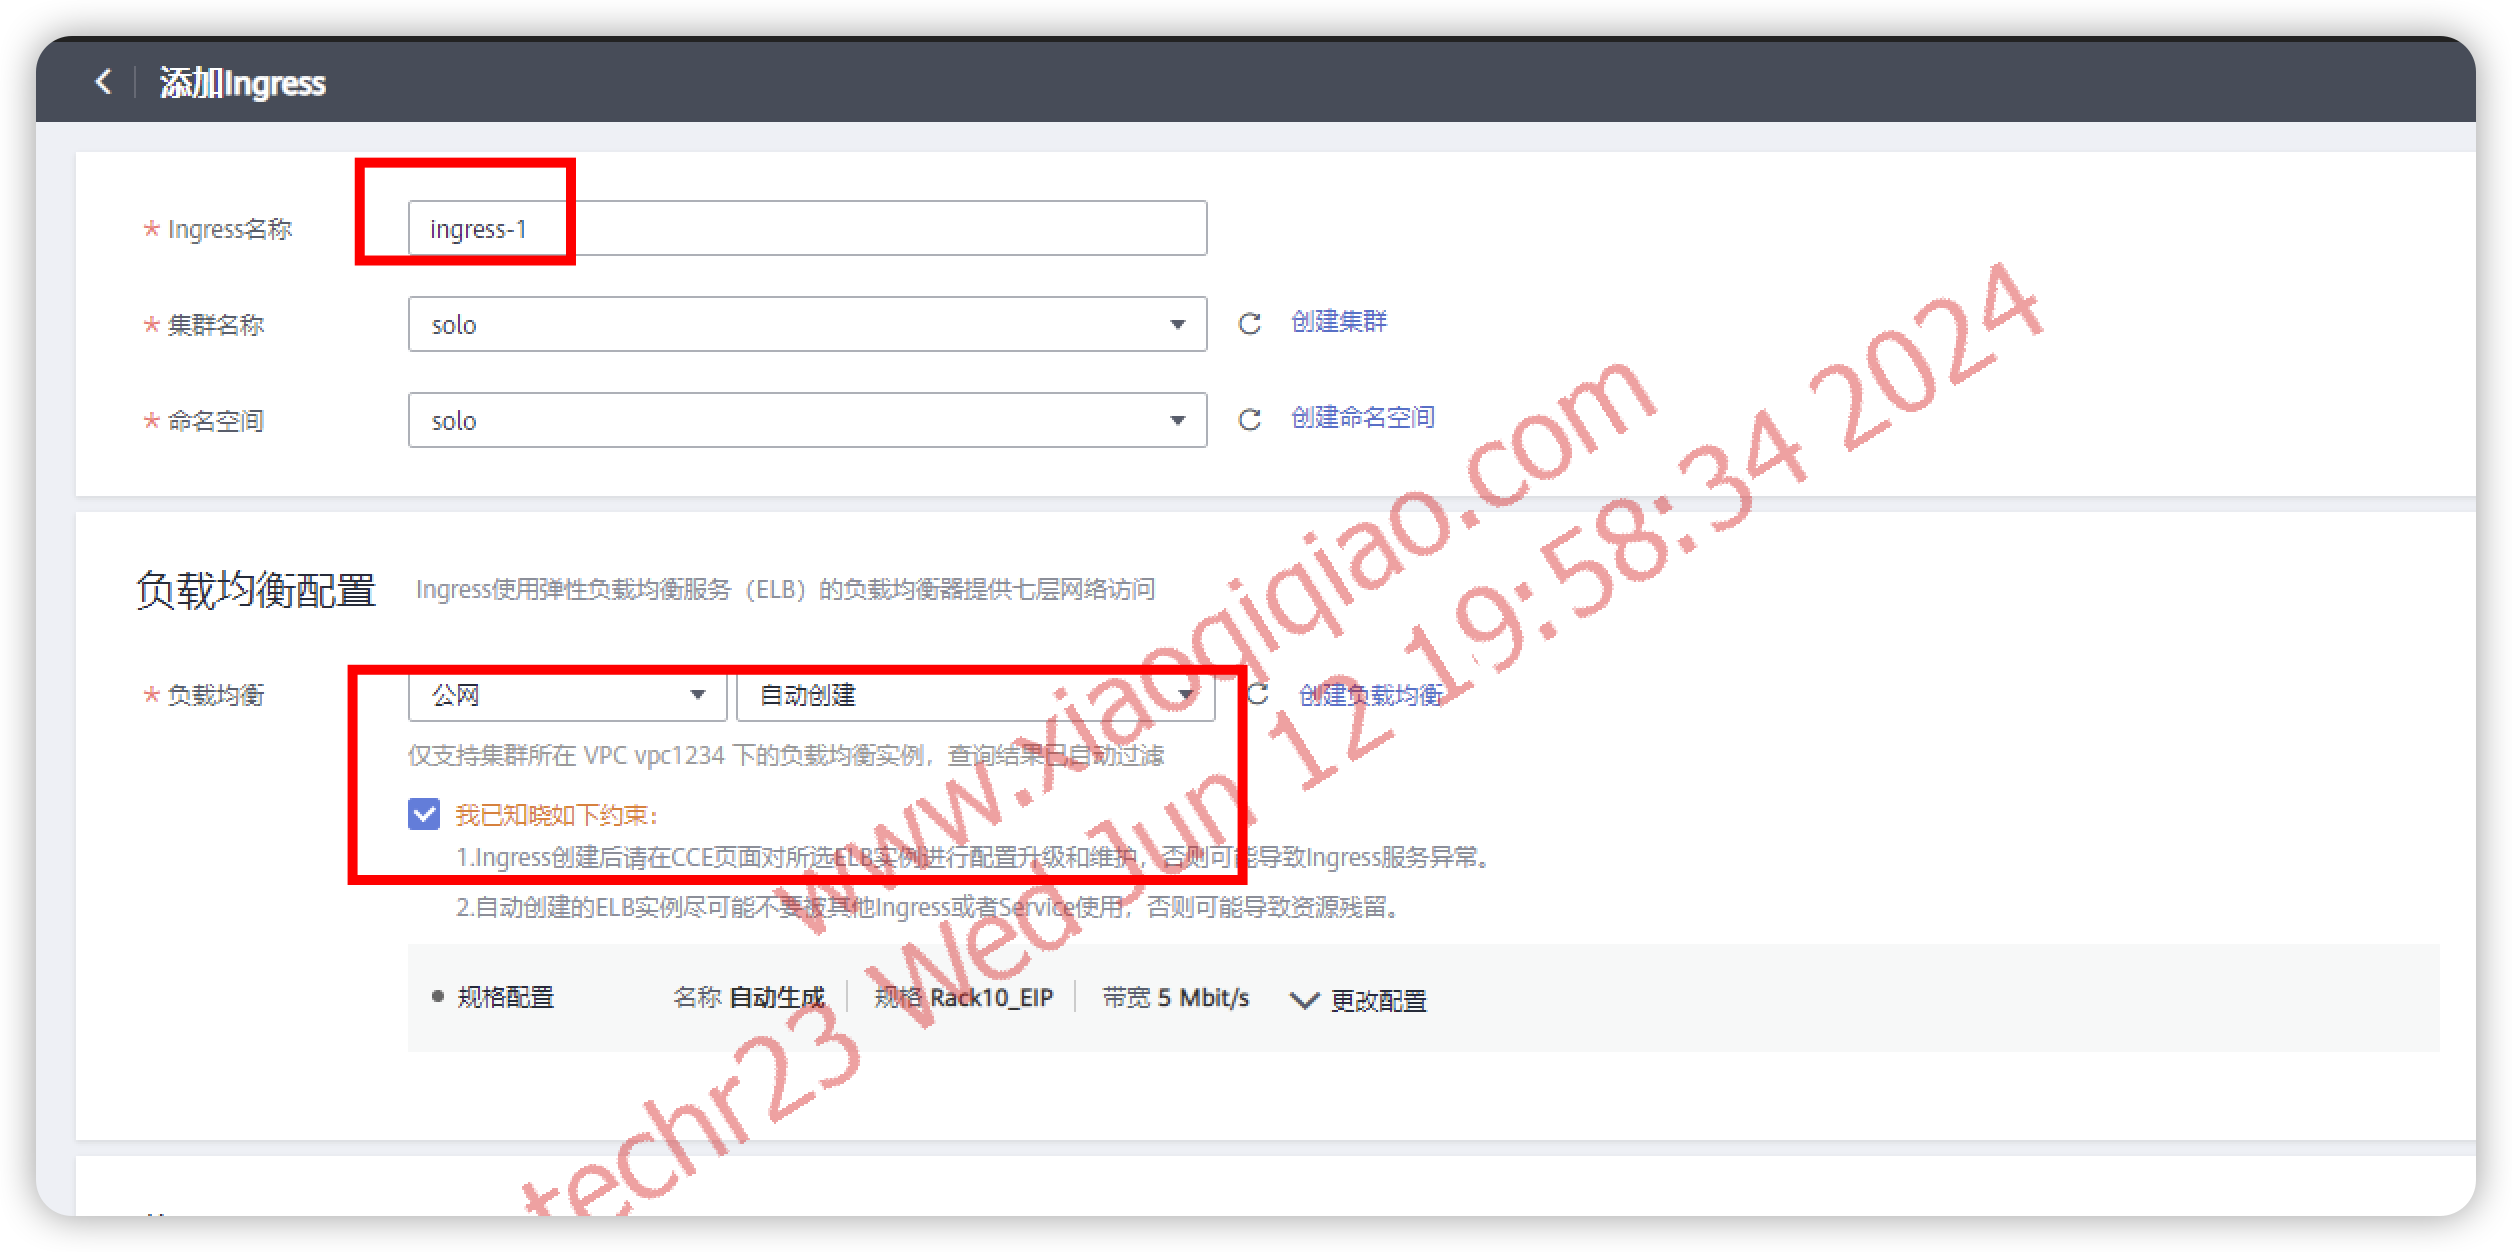 添加Ingress
* Ingress名称 ingress-1
* 集群名称 solo 创建集群
* 命名空间 solo 创建命名空间
负载均衡配置 Ingress使用弹性负载均衡服务（ELB）的负载均衡器提供七层网络访问
* 负载均衡 公网 自动创建 创建负载均衡
仅支持集群所在 VPC vpc1234 下的负载均衡实例，查询结果已自动过滤
我已知晓如下约束：
1.Ingress创建后请在CCE页面对所选ELB实例进行配置升级和维护，否则可能导致Ingress服务异常。
2.自动创建的ELB实例尽可能不要被其他Ingress或者Service使用，否则可能导致资源残留。
规格配置 名称 自动生成 规格 Rack10_EIP 带宽 5 Mbit/s 更改配置
www.xiaoqiqiao.com
techr23 Wed Jun 12 19:58:34 2024